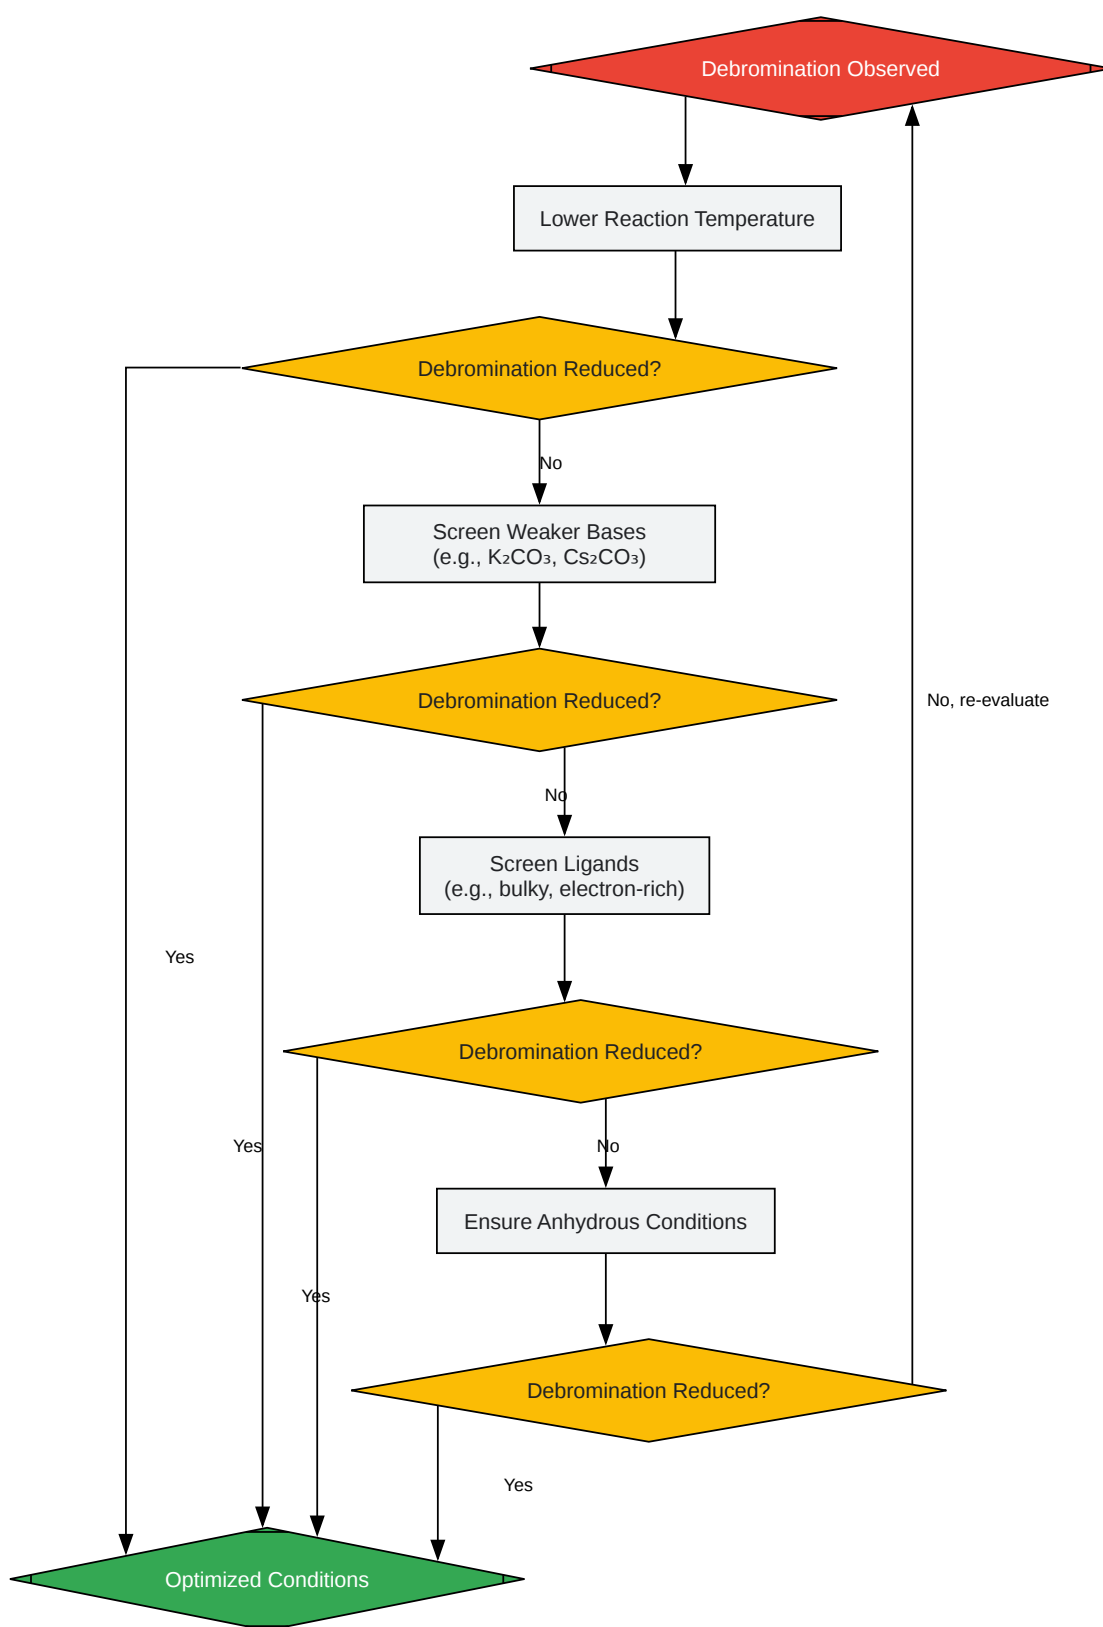 Debromination Observed
Lower Reaction Temperature
Debromination Reduced?
No
Screen Weaker Bases
(e.g., K₂CO₃, Cs₂CO₃)
Debromination Reduced?
No, re-evaluate
No
Screen Ligands
(e.g., bulky, electron-rich)
Yes
Debromination Reduced?
Yes
No
Ensure Anhydrous Conditions
Yes
Debromination Reduced?
Yes
Optimized Conditions